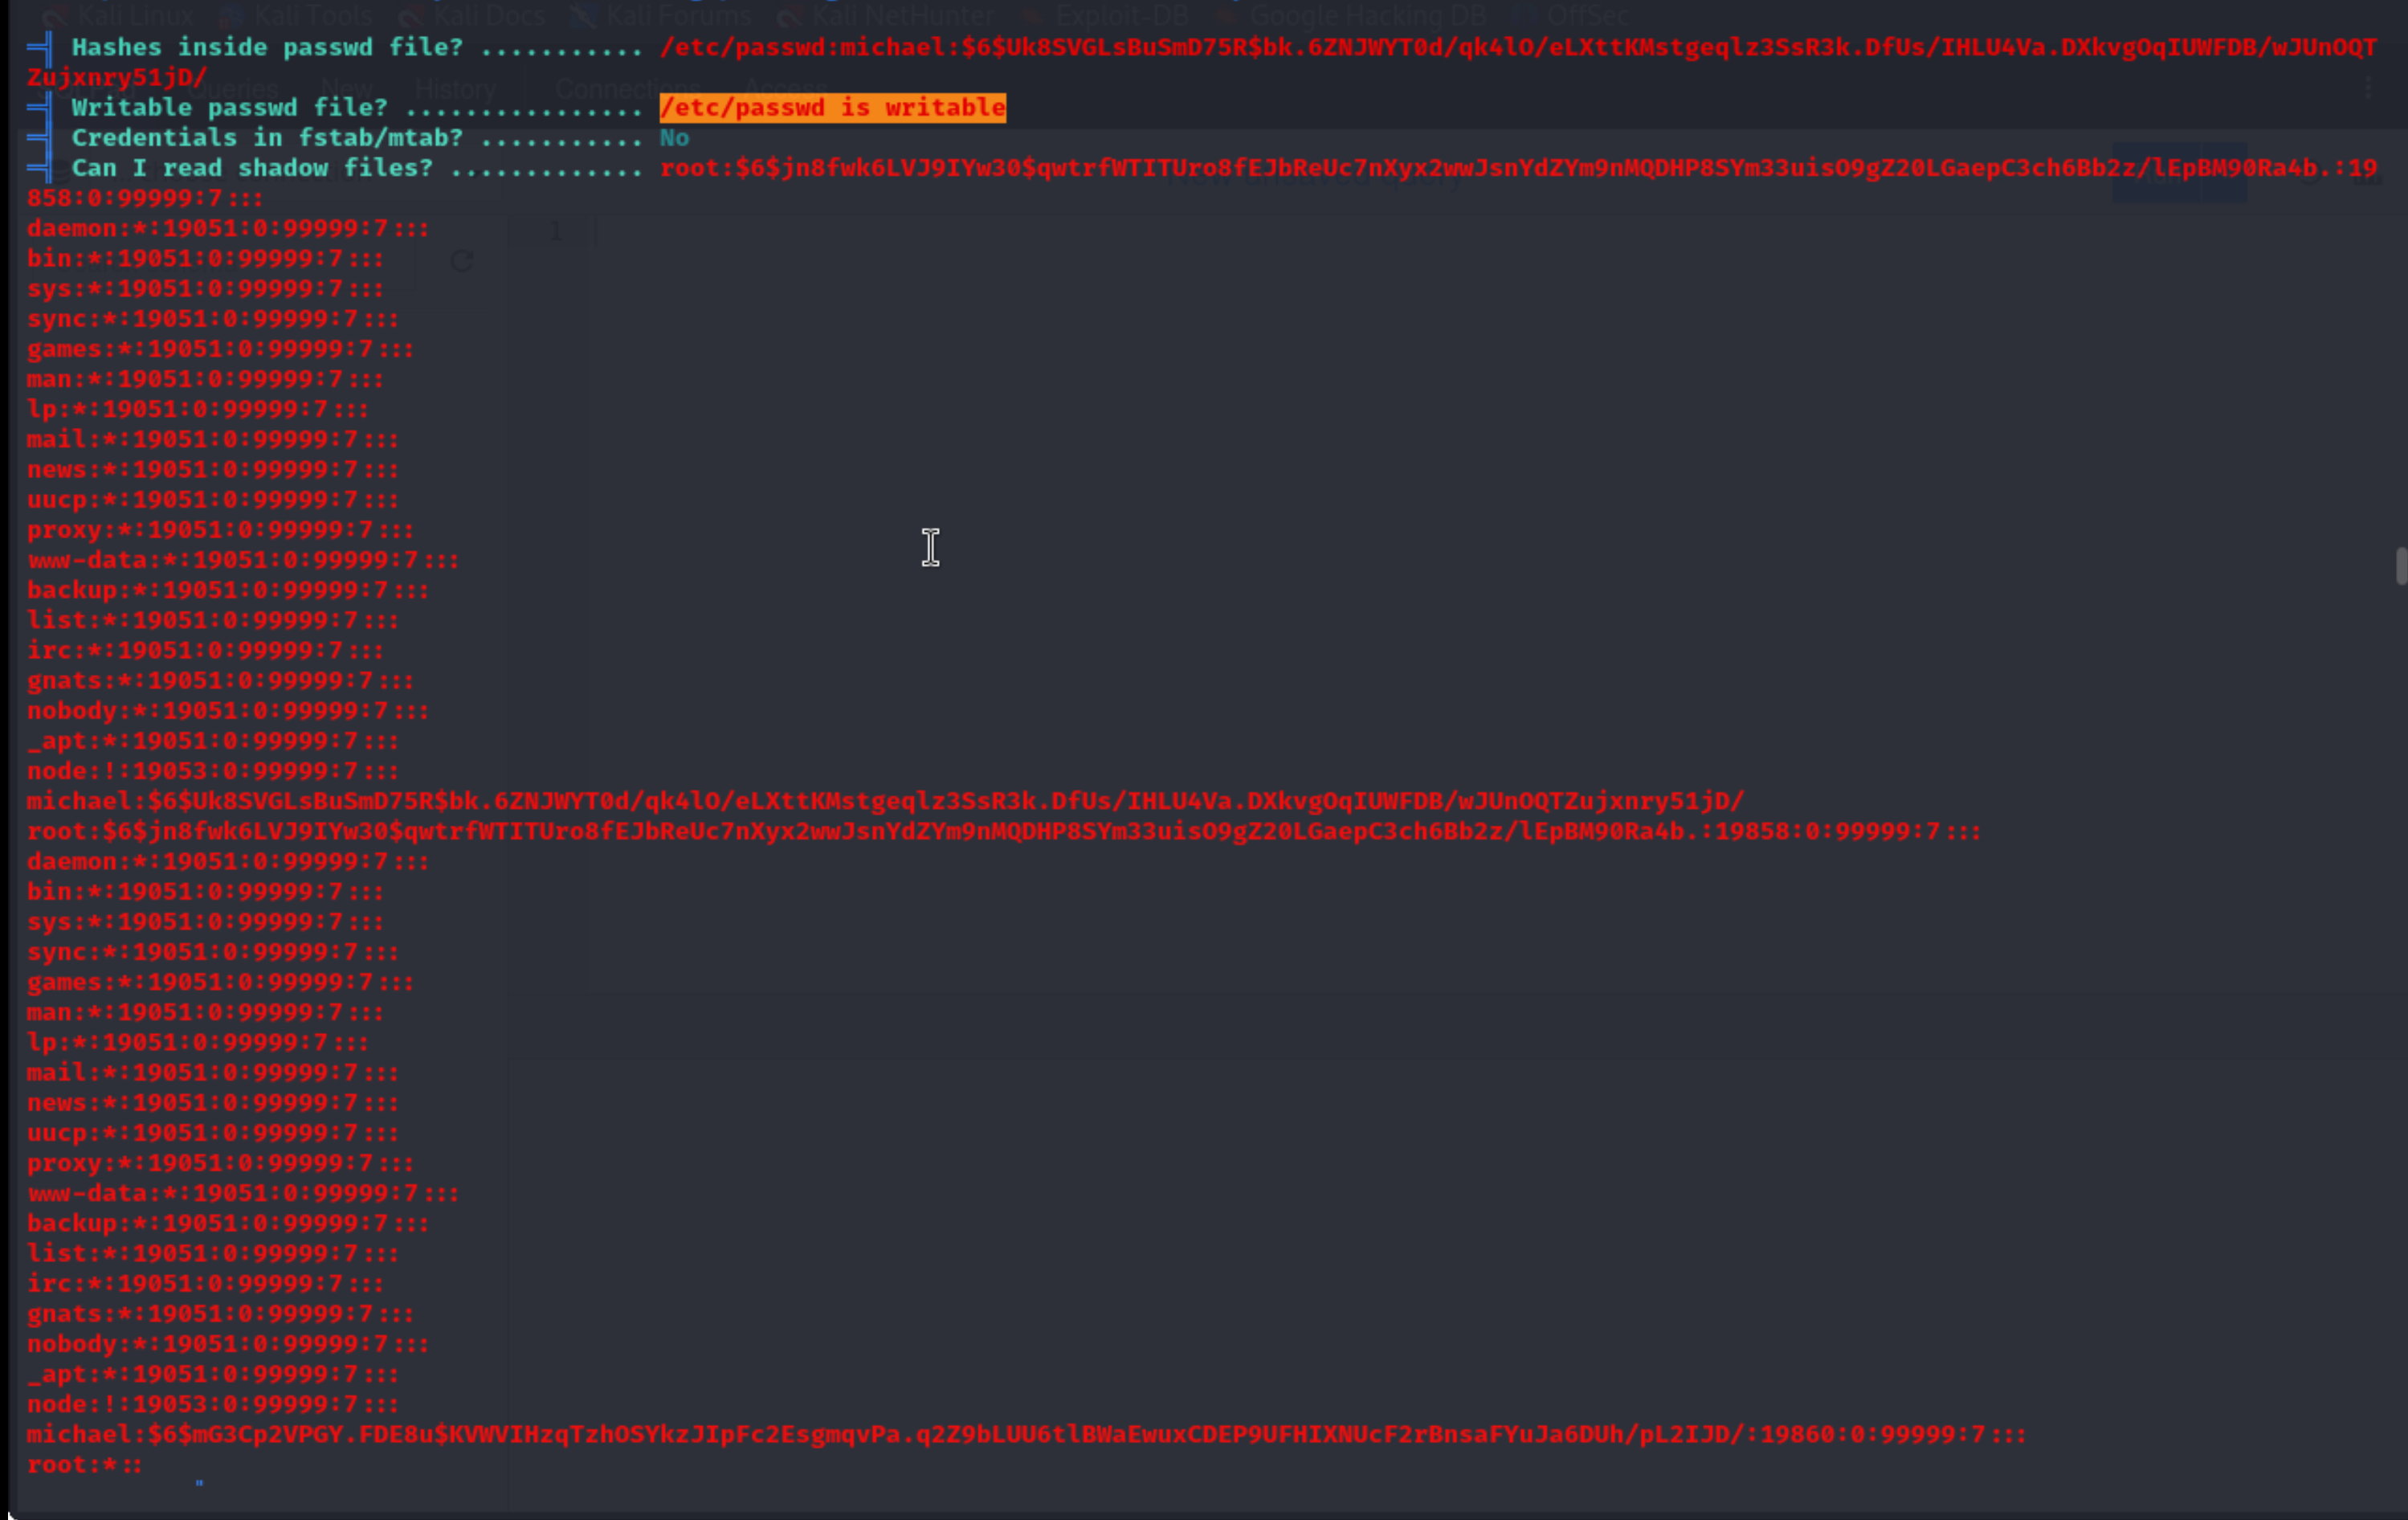 Kali Linux Kali Tools Kali Docs Kali Forums Kali NetHunter Exploit-DB Google Hacking DB OffSec
Hashes inside passwd file? ........... /etc/passwd:michael:$6$Uk8SVGLsBuSmD75R$bk.6ZNJWYT0d/qk4lO/eLXttKMstgeqlz3SsR3k.DfUs/IHLU4Va.DXkvgOqIUWFDB/wJUnOQT
Zujxnry51jD/
Queries New History Connections Access
Writable passwd file? ................ /etc/passwd is writable
Credentials in fstab/mtab? ........... No
Can I read shadow files? ............. root:$6$jn8fwk6LVJ9IYw30$qwtrfWTITUro8fEJbReUc7nXyx2wwJsnYdZYm9nMQDHP8SYm33uisO9gZ20LGaepC3ch6Bb2z/lEpBM90Ra4b.:19
858:0:99999:7:::
daemon:*:19051:0:99999:7:::
1
bin:*:19051:0:99999:7:::
sys:*:19051:0:99999:7:::
sync:*:19051:0:99999:7:::
games:*:19051:0:99999:7:::
man:*:19051:0:99999:7:::
lp:*:19051:0:99999:7:::
mail:*:19051:0:99999:7:::
news:*:19051:0:99999:7:::
uucp:*:19051:0:99999:7:::
proxy:*:19051:0:99999:7:::
www-data:*:19051:0:99999:7:::
backup:*:19051:0:99999:7:::
list:*:19051:0:99999:7:::
irc:*:19051:0:99999:7:::
gnats:*:19051:0:99999:7:::
nobody:*:19051:0:99999:7:::
_apt:*:19051:0:99999:7:::
node:!:19053:0:99999:7:::
michael:$6$Uk8SVGLsBuSmD75R$bk.6ZNJWYT0d/qk4lO/eLXttKMstgeqlz3SsR3k.DfUs/IHLU4Va.DXkvgOqIUWFDB/wJUnOQTZujxnry51jD/
root:$6$jn8fwk6LVJ9IYw30$qwtrfWTITUro8fEJbReUc7nXyx2wwJsnYdZYm9nMQDHP8SYm33uisO9gZ20LGaepC3ch6Bb2z/lEpBM90Ra4b.:19858:0:99999:7:::
daemon:*:19051:0:99999:7:::
bin:*:19051:0:99999:7:::
sys:*:19051:0:99999:7:::
sync:*:19051:0:99999:7:::
games:*:19051:0:99999:7:::
man:*:19051:0:99999:7:::
lp:*:19051:0:99999:7:::
mail:*:19051:0:99999:7:::
news:*:19051:0:99999:7:::
uucp:*:19051:0:99999:7:::
proxy:*:19051:0:99999:7:::
www-data:*:19051:0:99999:7:::
backup:*:19051:0:99999:7:::
list:*:19051:0:99999:7:::
irc:*:19051:0:99999:7:::
gnats:*:19051:0:99999:7:::
nobody:*:19051:0:99999:7:::
_apt:*:19051:0:99999:7:::
node:!:19053:0:99999:7:::
michael:$6$mG3Cp2VPGY.FDE8u$KVWVIHzqTzhOSYkzJIpFc2EsgmqvPa.q2Z9bLUU6tlBWaEwuxCDEP9UFHIXNUcF2rBnsaFYuJa6DUh/pL2IJD/:19860:0:99999:7:::
root:*::
"